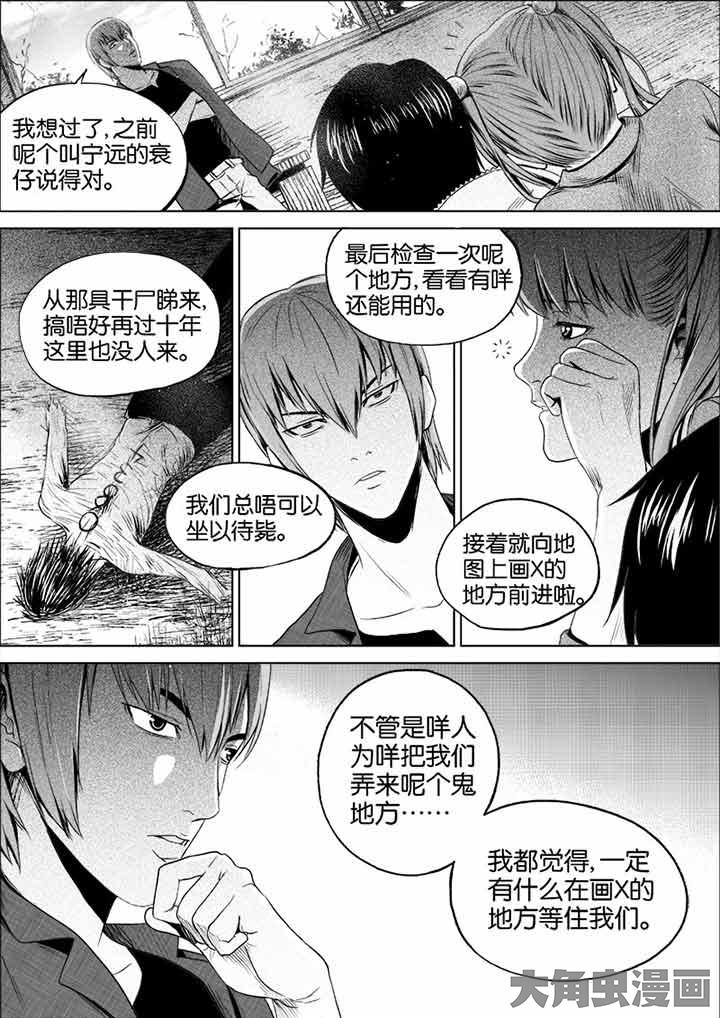 我想过了,之前
呢个叫宁远的衰
仔说得对。
从那具干尸睇来,
搞唔好再过十年
这里也没人来。
最后检查一次呢
个地方,看看有咩
还能用的。
我们总唔可以
坐以待毙。
接着就向地
图上画X的
地方前进啦。
不管是咩人
为咩把我们
弄来呢个鬼
地方……
我都觉得,一定
有什么在画X的
地方等住我们。
大角虫漫画